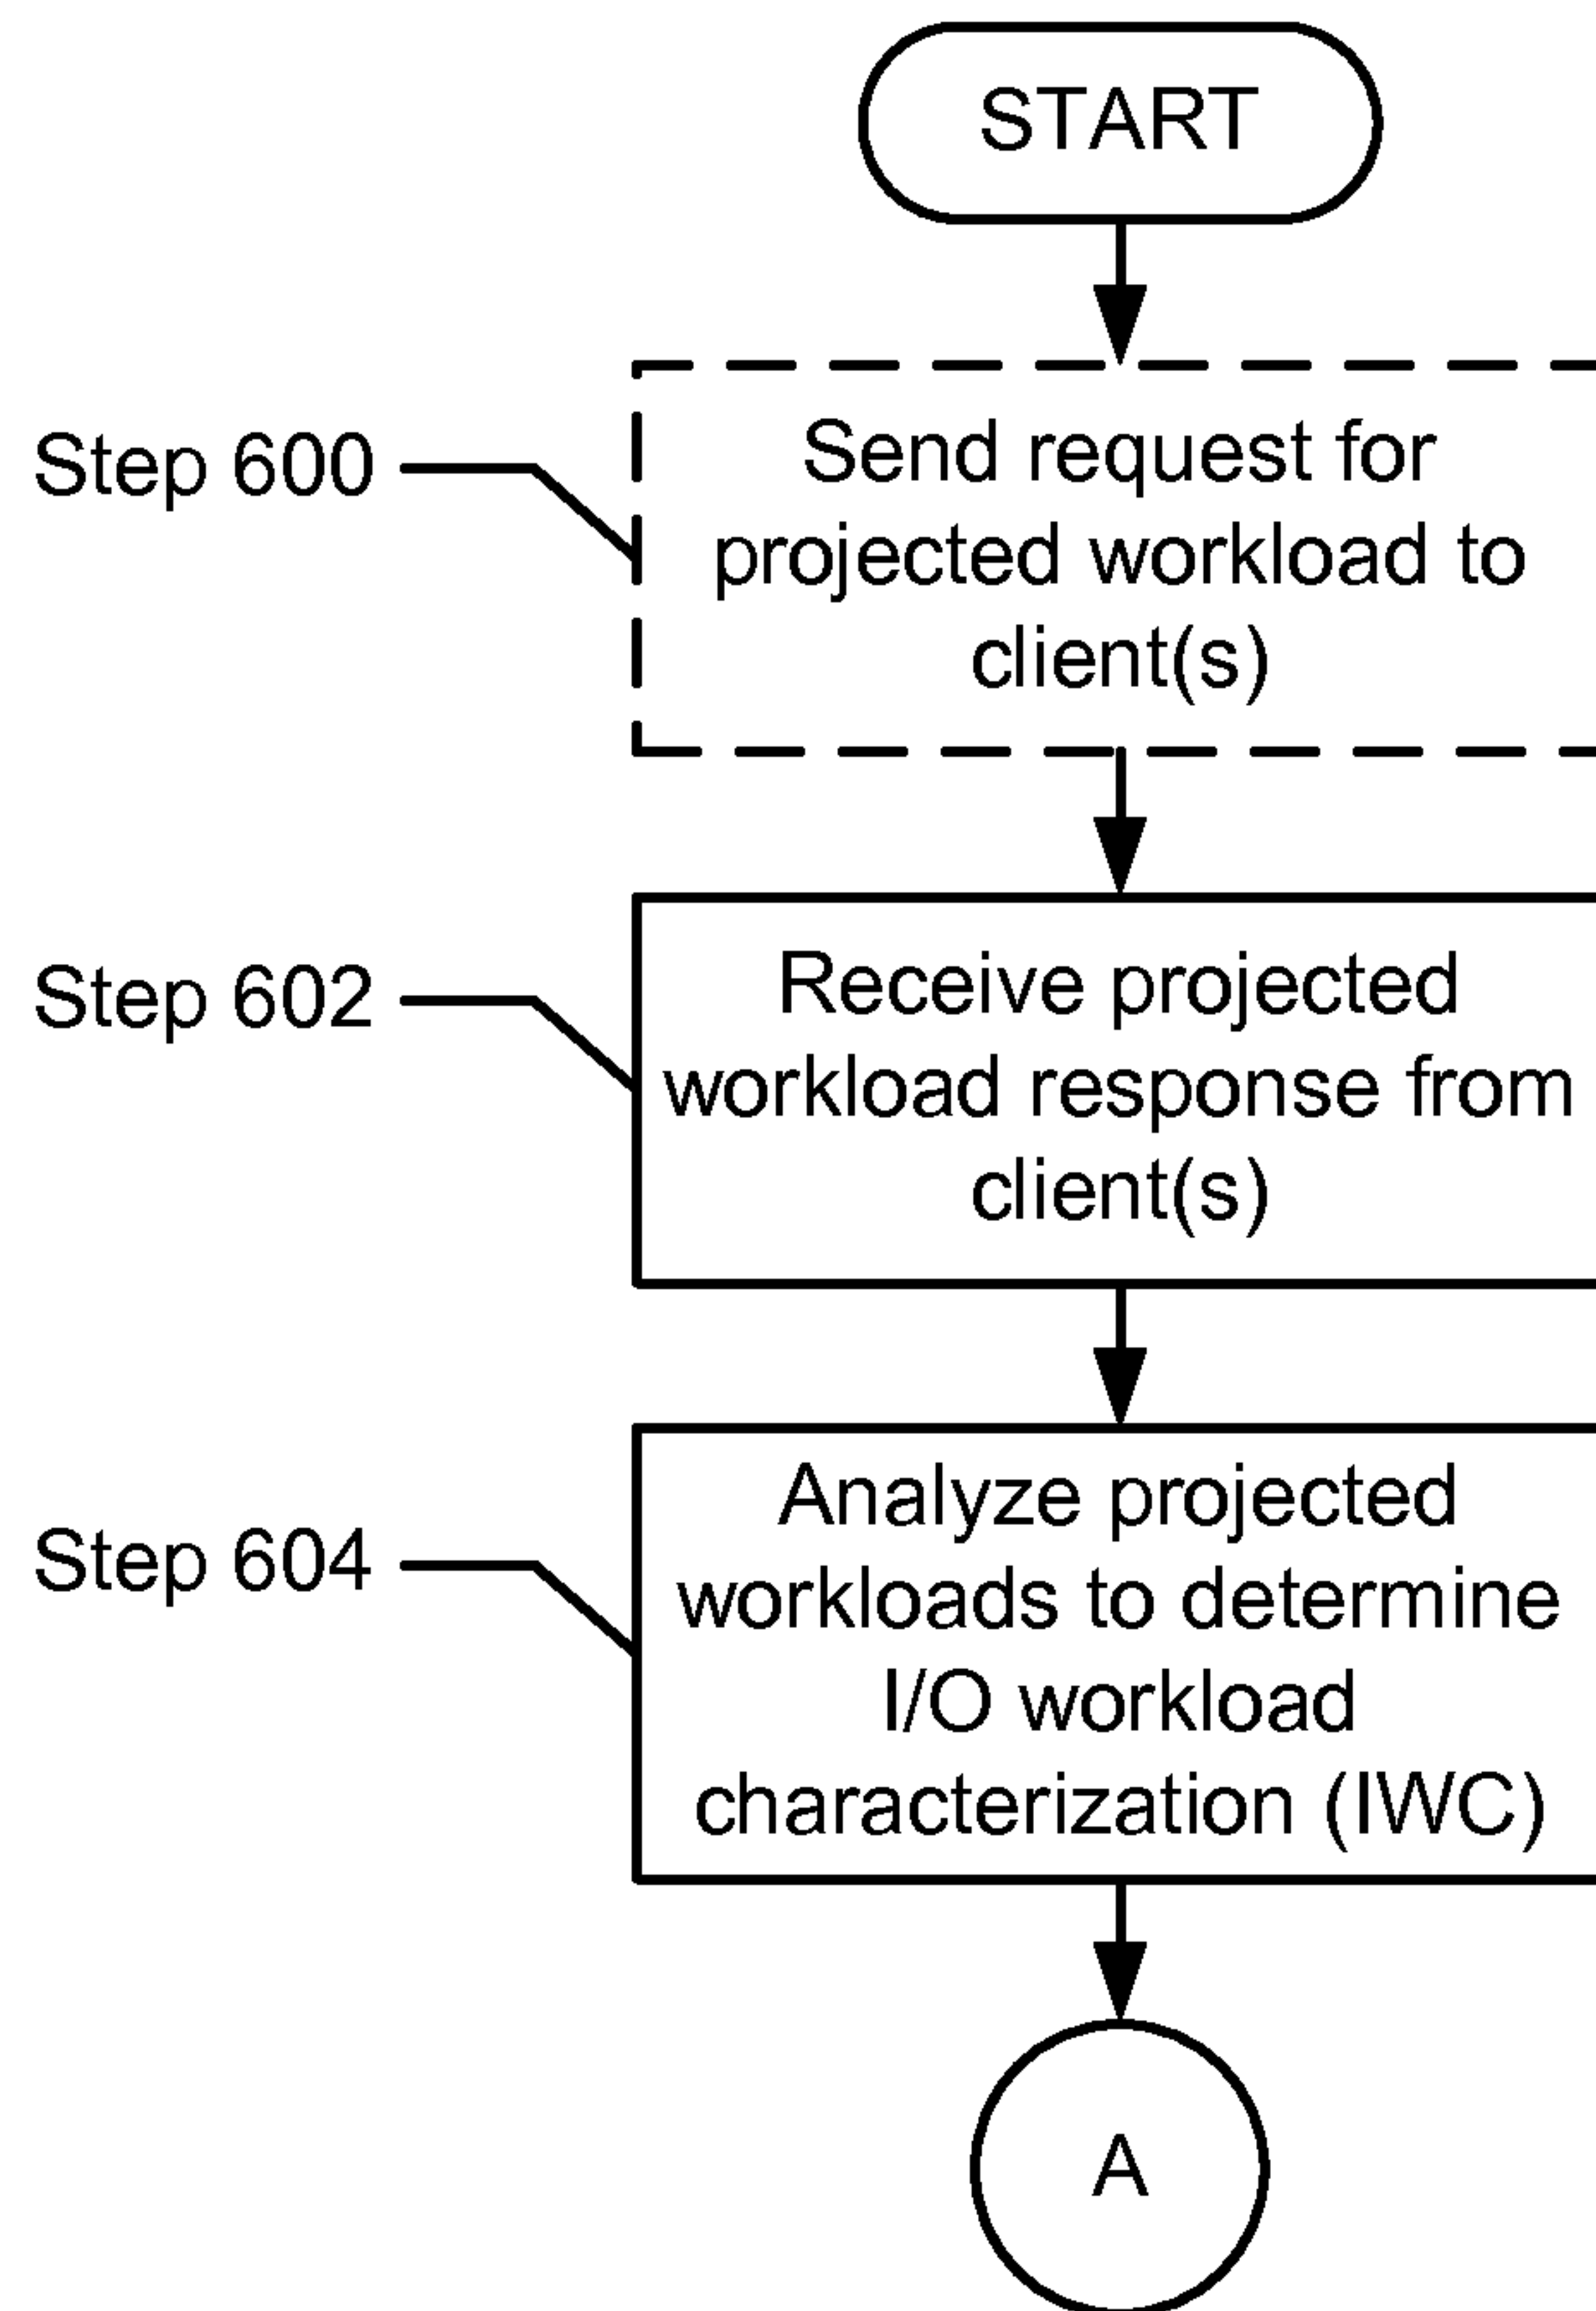 START
Step 600
Send request for
projected workload to
client(s)
Step 602
Receive projected
workload response from
client(s)
Step 604
Analyze projected
workloads to determine
I/O workload
characterization (IWC)
A